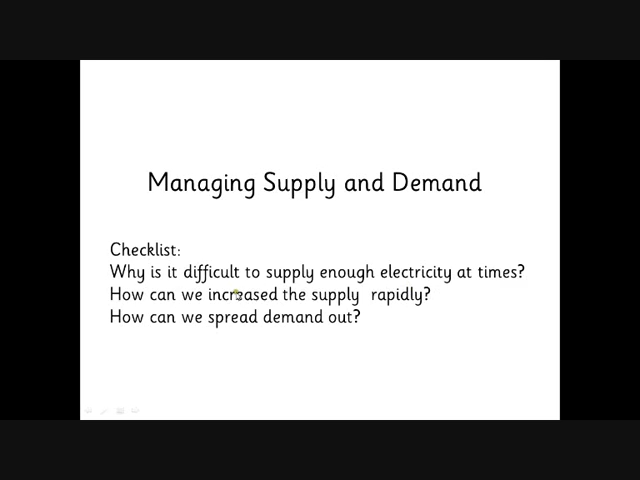 Managing Supply and Demand
Checklist:
Why is it difficult to supply enough electricity at times?
How can we increased the supply rapidly?
How can we spread demand out?